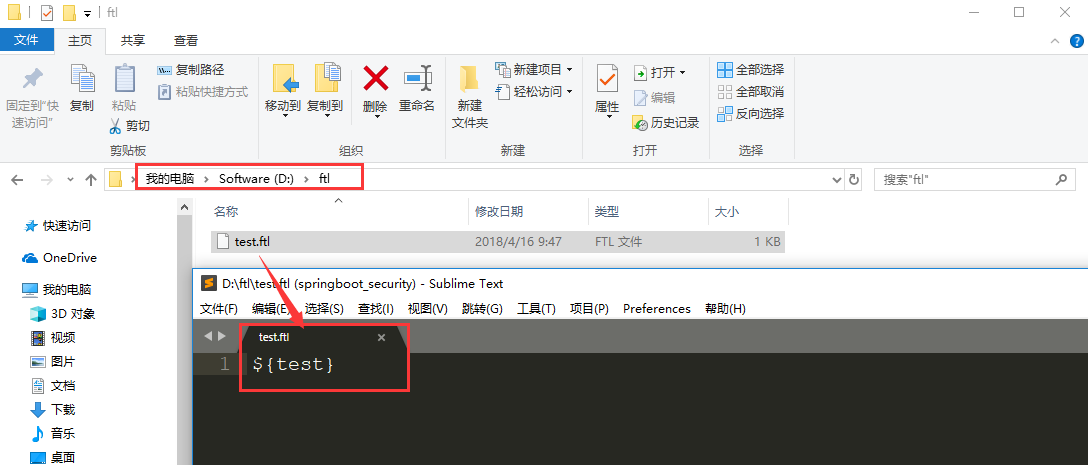 ftl
文件 主页 共享 查看
固定到"快速访问"
复制
粘贴
复制路径
粘贴快捷方式
剪切
剪贴板
移动到
复制到
删除
重命名
组织
新建文件夹
新建项目
轻松访问
新建
属性
打开
编辑
历史记录
打开
全部选择
全部取消
反向选择
选择
我的电脑 > Software (D:) > ftl
搜索"ftl"
名称 修改日期 类型 大小
test.ftl 2018/4/16 9:47 FTL 文件 1 KB
快速访问
OneDrive
我的电脑
3D 对象
视频
图片
文档
下载
音乐
桌面
D:\ftl\test.ftl (springboot_security) - Sublime Text
文件(F) 编辑(E) 选择(S) 查找(I) 视图(V) 跳转(G) 工具(T) 项目(P) Preferences 帮助(H)
test.ftl ×
1 ${test}